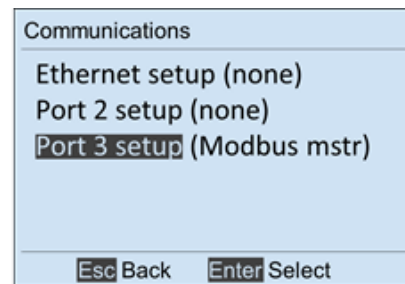 Communications
Ethernet setup (none)
Port 2 setup (none)
Port 3 setup (Modbus mstr)
Esc Back Enter Select